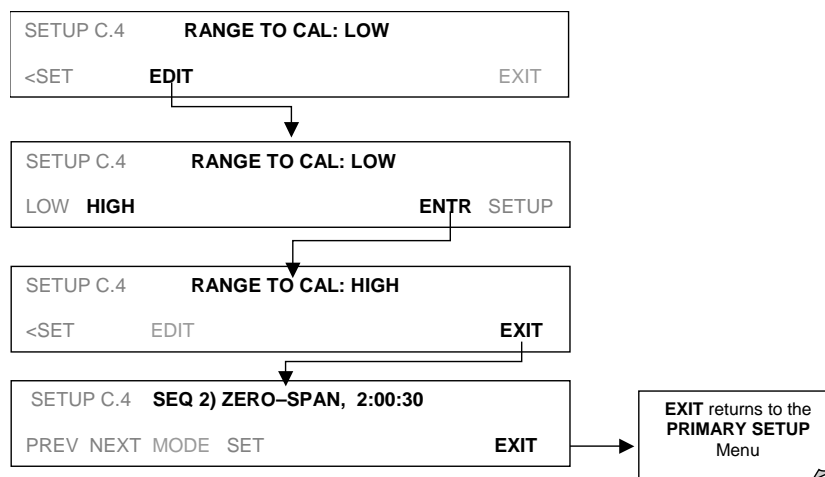 SETUP C.4 RANGE TO CAL: LOW
<SET EDIT EXIT
SETUP C.4 RANGE TO CAL: LOW
LOW HIGH ENTR SETUP
SETUP C.4 RANGE TO CAL: HIGH
<SET EDIT EXIT
SETUP C.4 SEQ 2) ZERO–SPAN, 2:00:30
PREV NEXT MODE SET EXIT
EXIT returns to the
PRIMARY SETUP
Menu